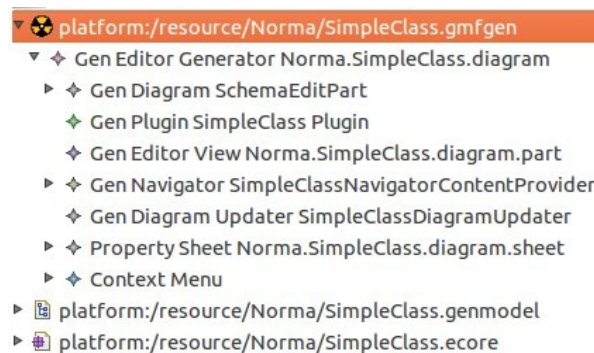 platform:/resource/Norma/SimpleClass.gmfgen
Gen Editor Generator Norma.SimpleClass.diagram
Gen Diagram SchemaEditPart
Gen Plugin SimpleClass Plugin
Gen Editor View Norma.SimpleClass.diagram.part
Gen Navigator SimpleClassNavigatorContentProvider
Gen Diagram Updater SimpleClassDiagramUpdater
Property Sheet Norma.SimpleClass.diagram.sheet
Context Menu
platform:/resource/Norma/SimpleClass.genmodel
platform:/resource/Norma/SimpleClass.ecore